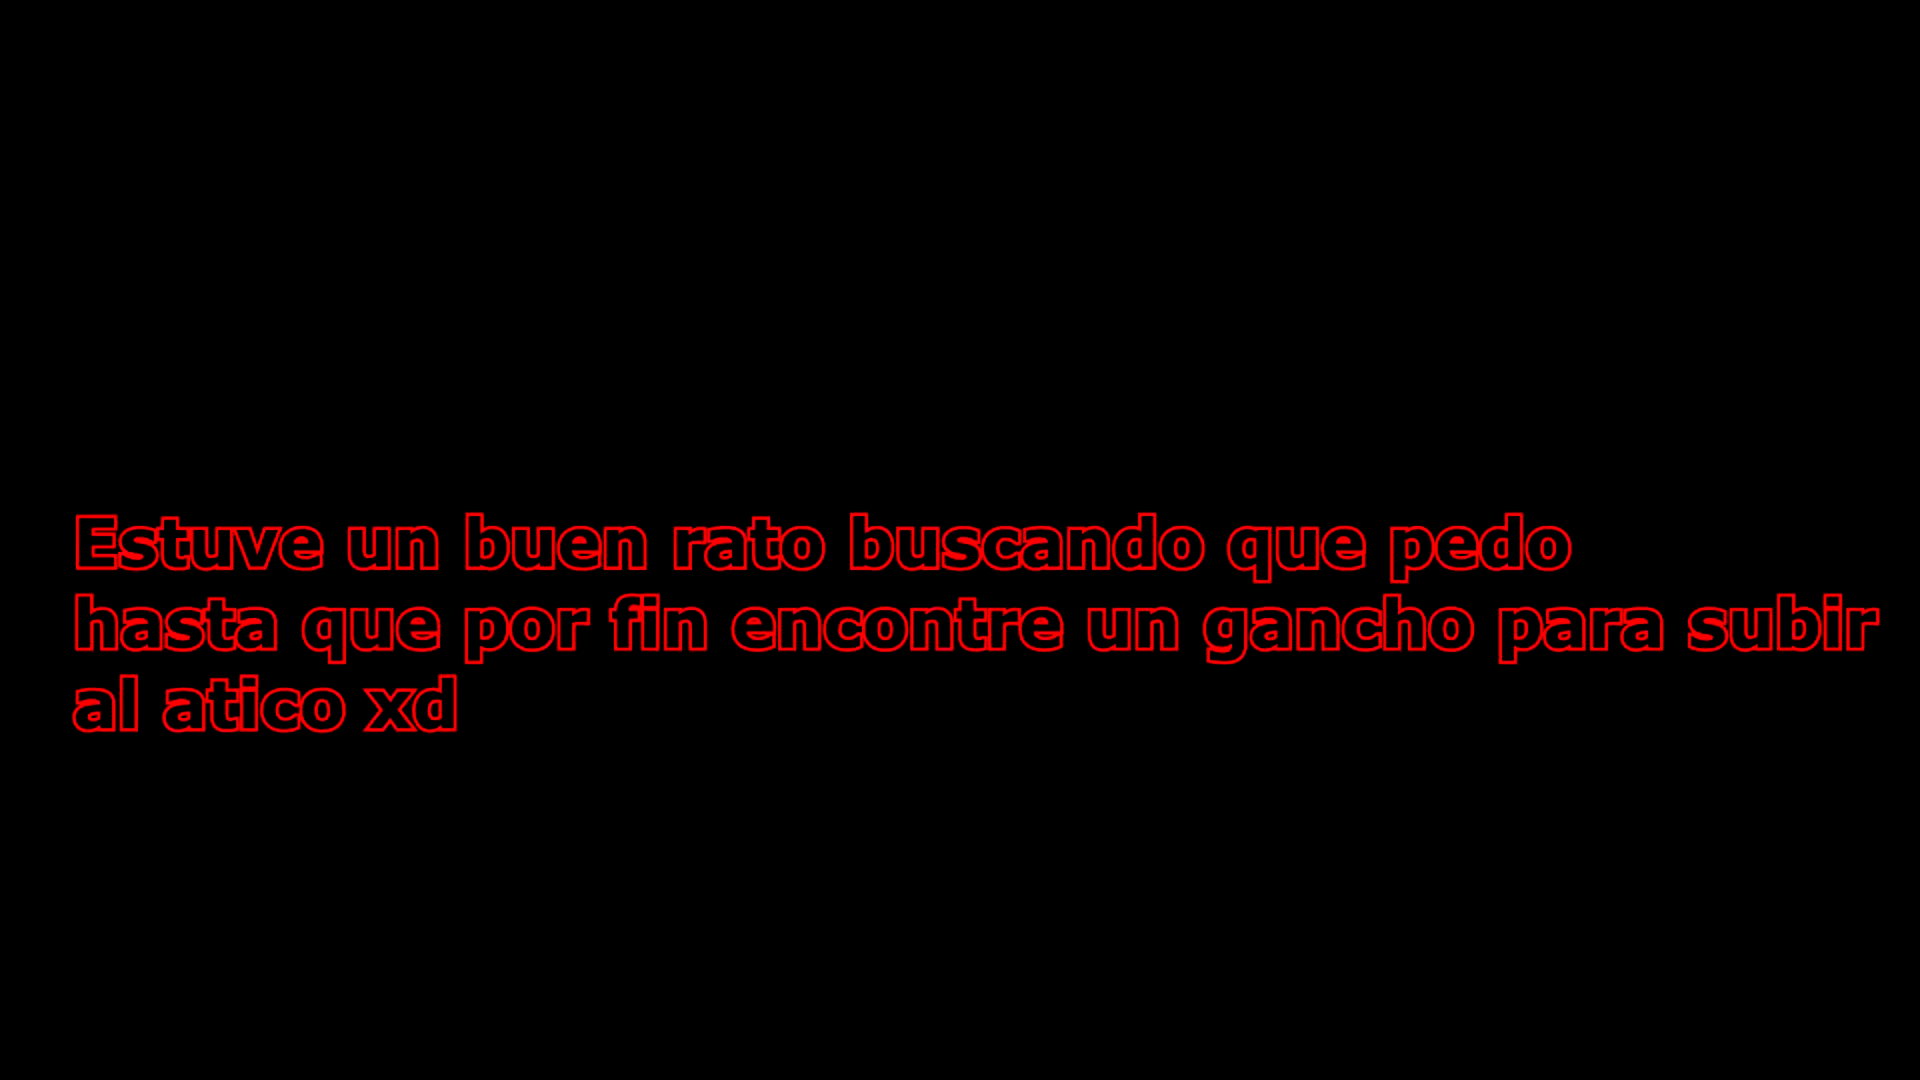 Estuve un buen rato buscando que pedo
hasta que por fin encontre un gancho para subir
al atico xd